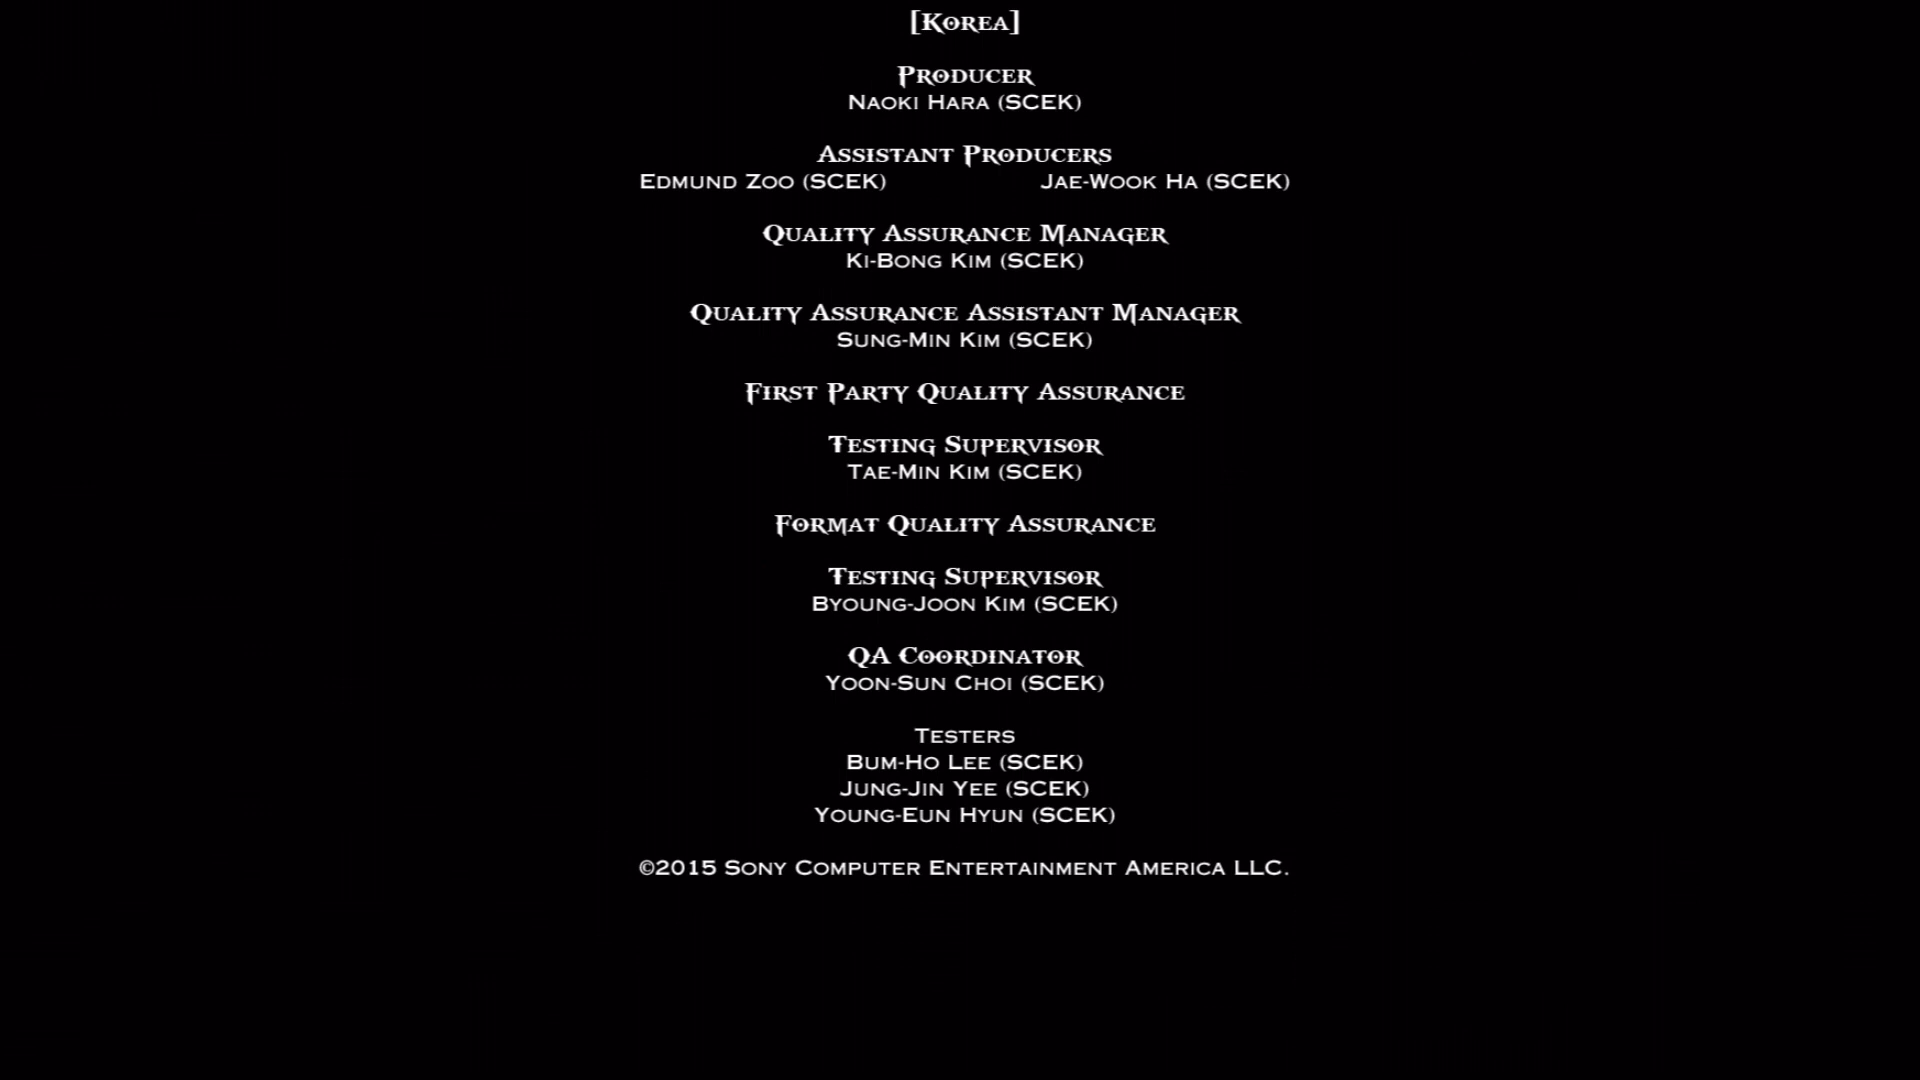 [Korea]
Producer
Naoki Hara (SCEK)
Assistant Producers
Edmund Zoo (SCEK) Jae-Wook Ha (SCEK)
Quality Assurance Manager
Ki-Bong Kim (SCEK)
Quality Assurance Assistant Manager
Sung-Min Kim (SCEK)
First Party Quality Assurance
Testing Supervisor
Tae-Min Kim (SCEK)
Format Quality Assurance
Testing Supervisor
Byoung-Joon Kim (SCEK)
QA Coordinator
Yoon-Sun Choi (SCEK)
Testers
Bum-Ho Lee (SCEK)
Jung-Jin Yee (SCEK)
Young-Eun Hyun (SCEK)
©2015 Sony Computer Entertainment America LLC.